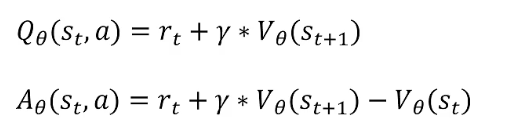 Q_θ(s_t, a) = r_t + γ * V_θ(s_{t+1})
A_θ(s_t, a) = r_t + γ * V_θ(s_{t+1}) − V_θ(s_t)